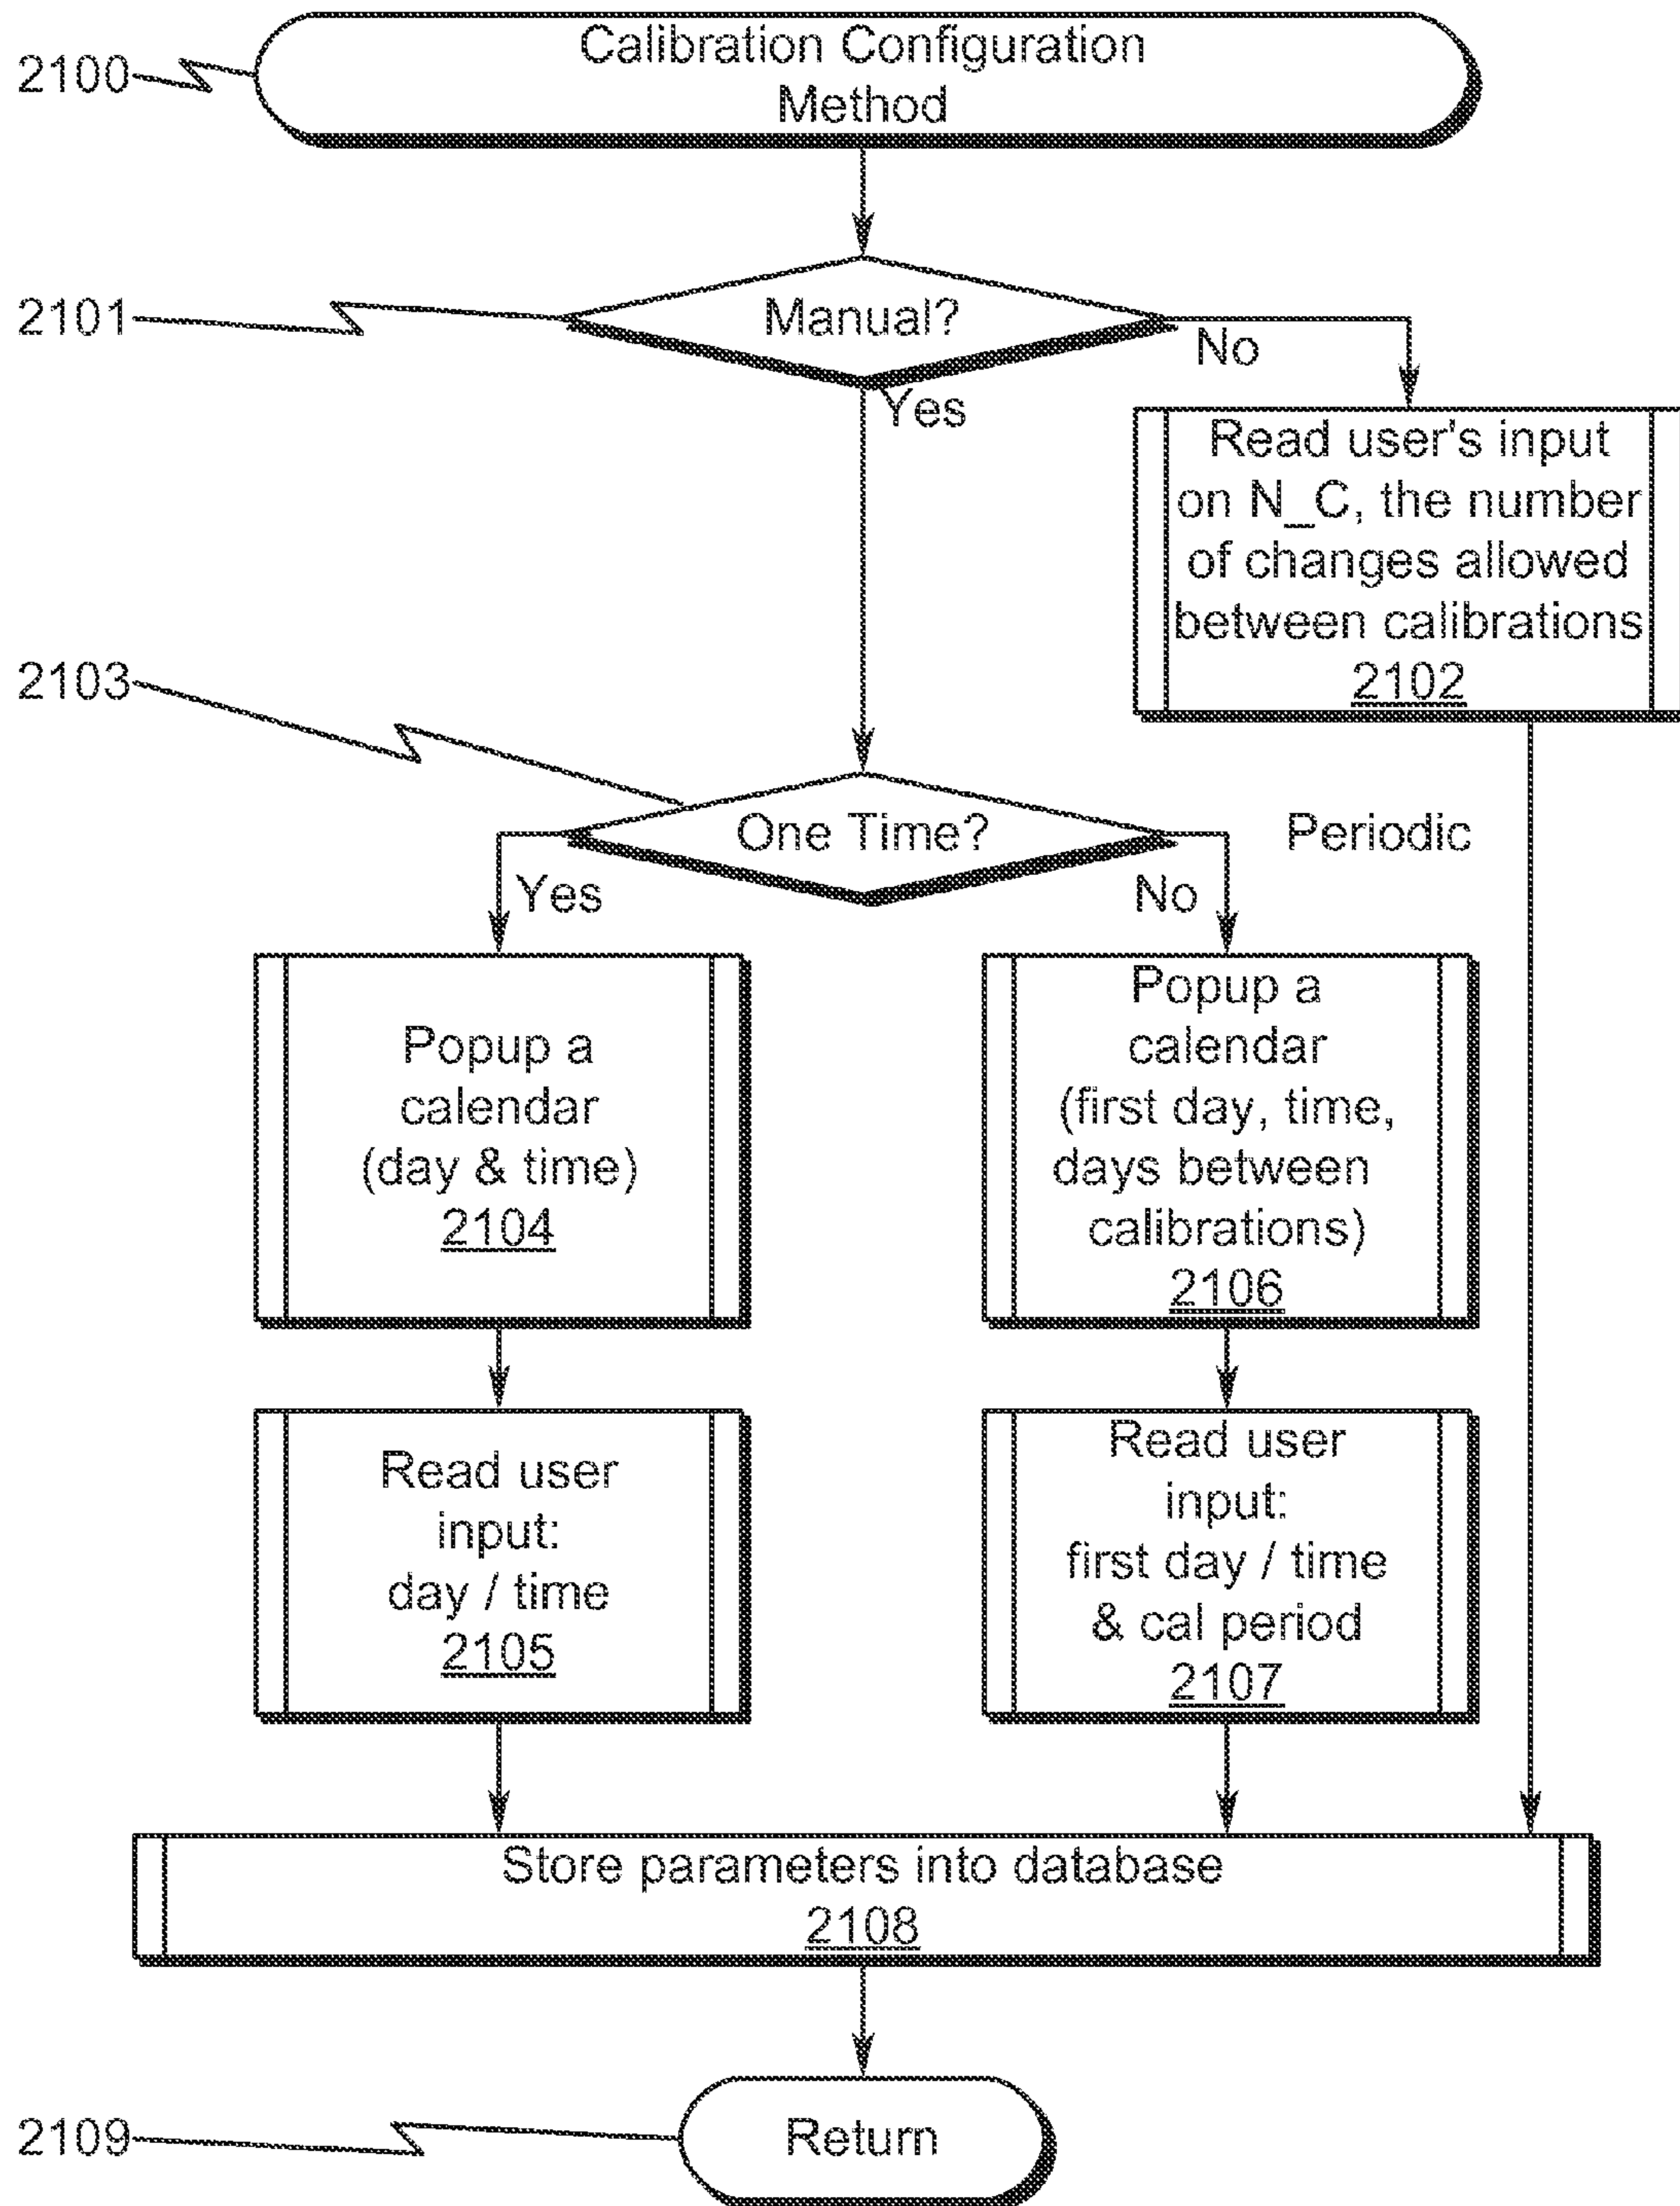 Calibration Configuration
Method
2100
2101
Manual?
No
Yes
Read user's input
on N_C, the number
of changes allowed
between calibrations
2102
2103
One Time?
Periodic
Yes
No
Popup a
calendar
(day & time)
2104
Popup a
calendar
(first day, time,
days between
calibrations)
2106
Read user
input:
day / time
2105
Read user
input:
first day / time
& cal period
2107
Store parameters into database
2108
2109
Return